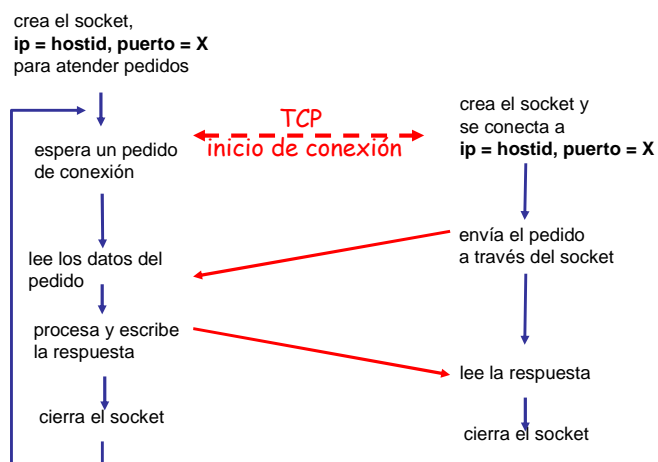 crea el socket,
ip = hostid, puerto = X
para atender pedidos
espera un pedido
de conexión
lee los datos del
pedido
procesa y escribe
la respuesta
cierra el socket
TCP
inicio de conexión
crea el socket y
se conecta a
ip = hostid, puerto = X
envía el pedido
a través del socket
lee la respuesta
cierra el socket